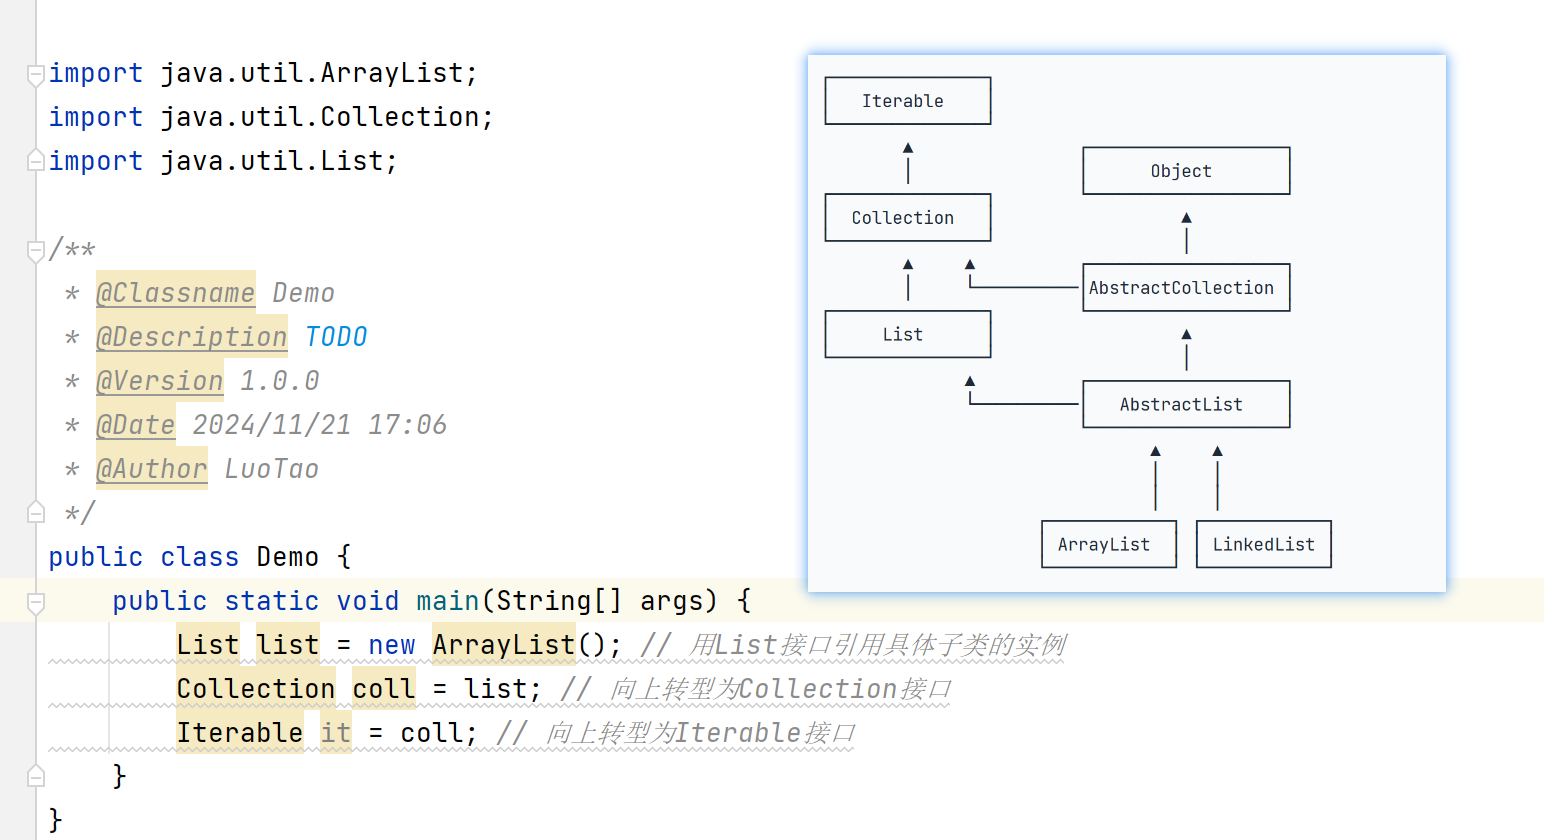 import java.util.ArrayList;
import java.util.Collection;
import java.util.List;
/**
* @Classname Demo
* @Description TODO
* @Version 1.0.0
* @Date 2024/11/21 17:06
* @Author LuoTao
*/
public class Demo {
public static void main(String[] args) {
List list = new ArrayList(); // 用List接口引用具体子类的实例
Collection coll = list; // 向上转型为Collection接口
Iterable it = coll; // 向上转型为Iterable接口
}
}
Iterable
Object
Collection
AbstractCollection
List
AbstractList
ArrayList
LinkedList